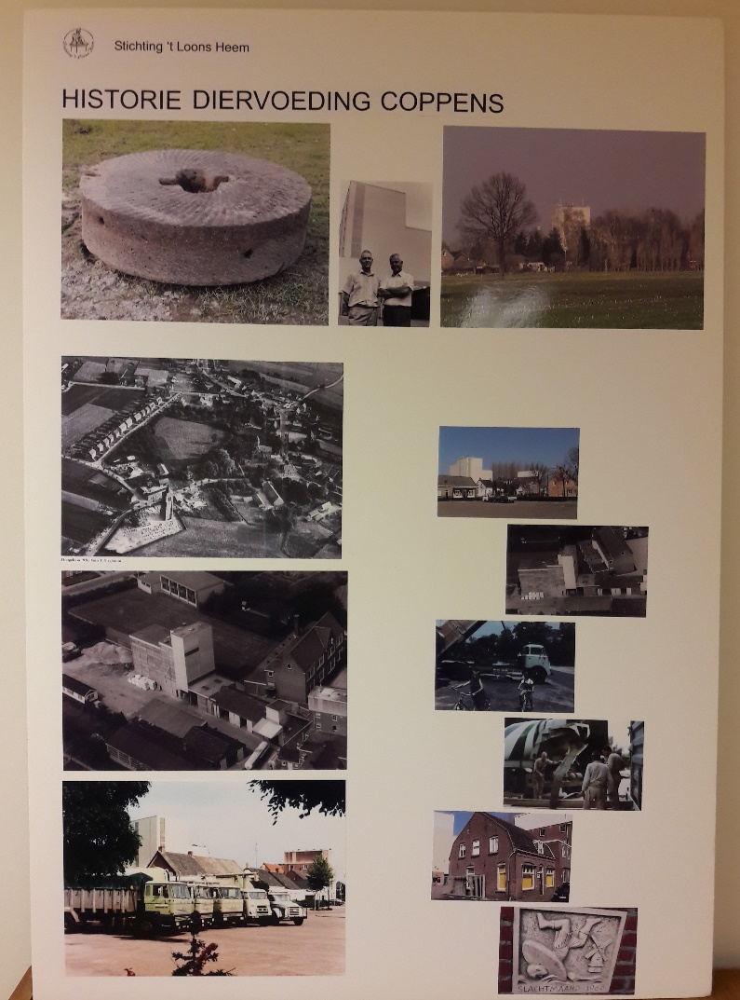 Stichting 't Loons Heem
HISTORIE DIERVOEDING COPPENS
SLACHTMAAND